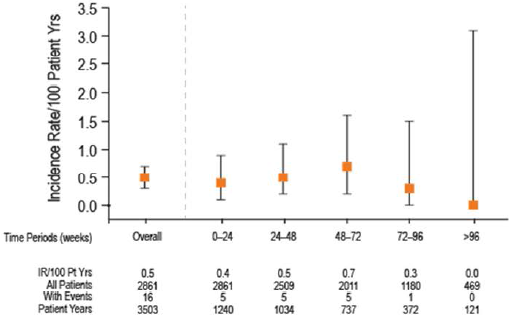 Incidence Rate/100 Patient Yrs
3.5
3.0
2.5
2.0
1.5
1.0
0.5
0.0
Time Periods (weeks) Overall 0–24 24–48 48–72 72–96 >96
IR/100 Pt Yrs 0.5 0.4 0.5 0.7 0.3 0.0
All Patients 2861 2861 2509 2011 1180 469
With Events 16 5 5 5 1 0
Patient Years 3503 1240 1034 737 372 121